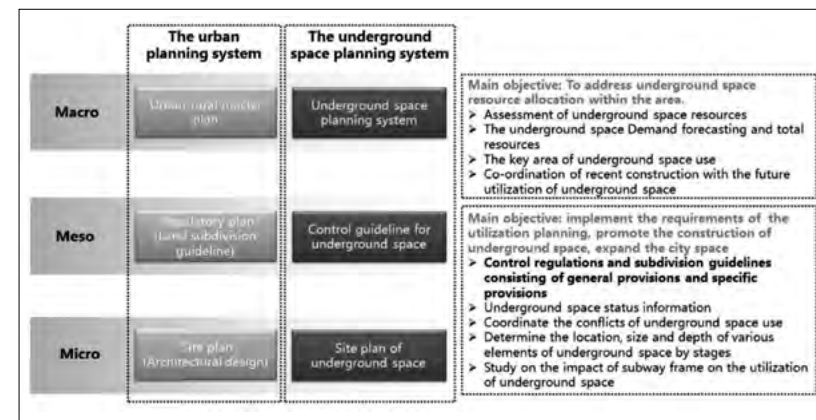 The urban
planning system
The underground
space planning system
Macro
Urban-rural master
plan
Underground space
planning system
Main objective: To address underground space
resource allocation within the area.
➢ Assessment of underground space resources
➢ The underground space Demand forecasting and total
resources
➢ The key area of underground space use
➢ Co-ordination of recent construction with the future
utilization of underground space
Meso
Regulatory plan
(Land subdivision
guideline)
Control guideline for
underground space
Main objective: implement the requirements of the
utilization planning, promote the construction of
underground space, expand the city space
➢ Control regulations and subdivision guidelines
consisting of general provisions and specific
provisions
➢ Underground space status information
➢ Coordinate the conflicts of underground space use
➢ Determine the location, size and depth of various
elements of underground space by stages
➢ Study on the impact of subway frame on the utilization
of underground space
Micro
Site plan
(Architectural design)
Site plan of
underground space